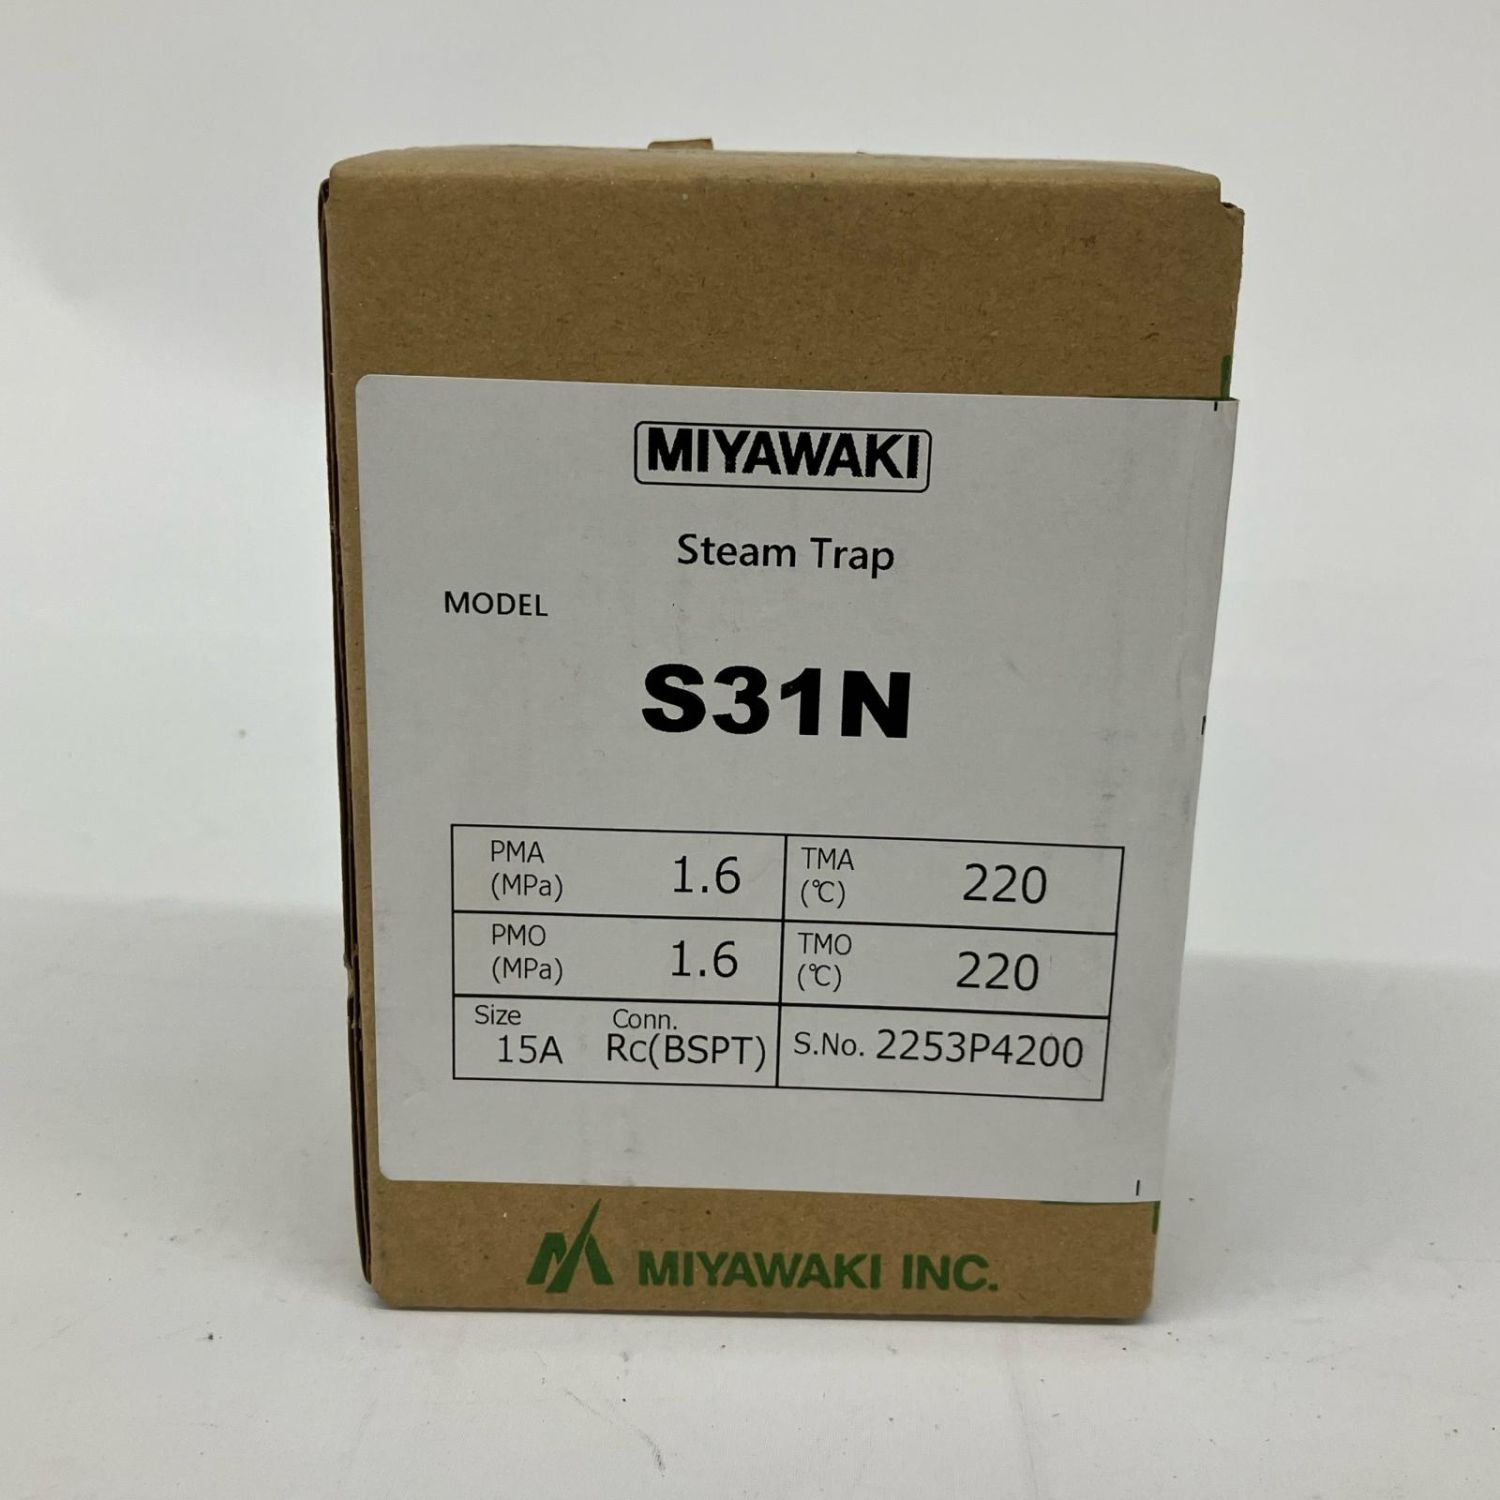 MIYAWAKI
Steam Trap
MODEL
S31N
PMA (MPa) 1.6 TMA (℃) 220
PMO (MPa) 1.6 TMO (℃) 220
Size 15A Conn. Rc(BSPT) S.No. 2253P4200
MIYAWAKI INC.